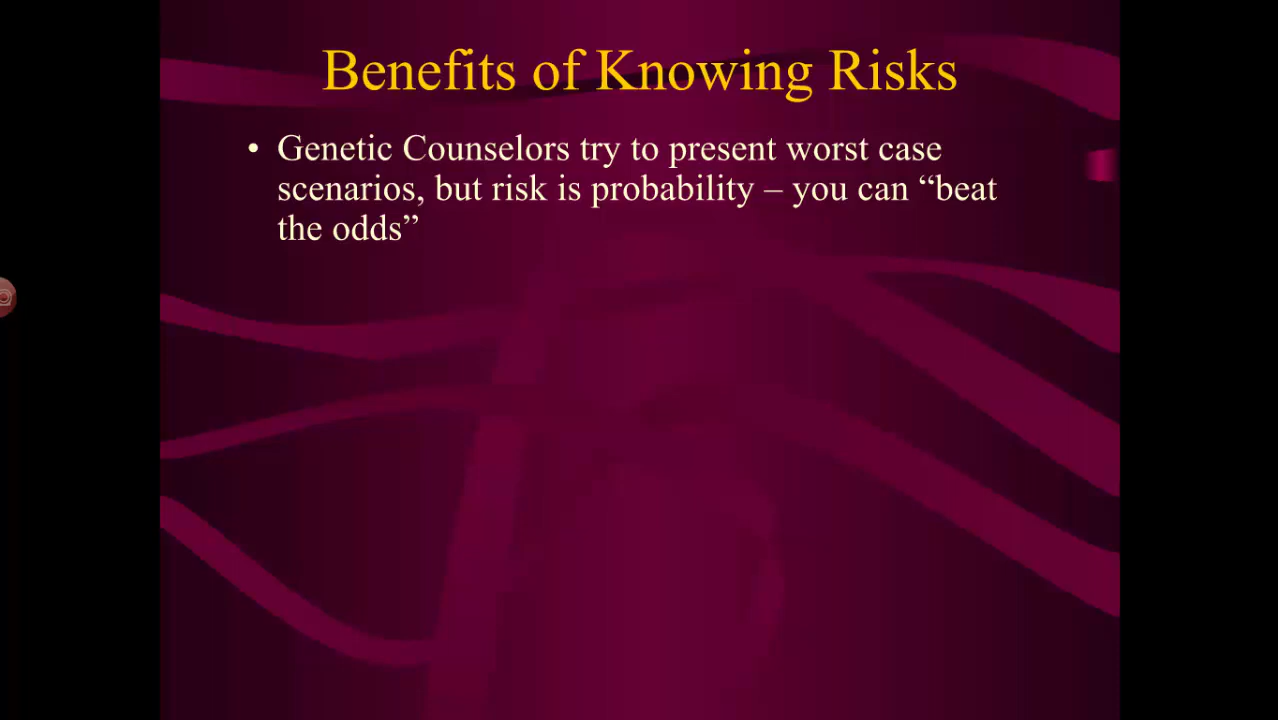 Benefits of Knowing Risks
• Genetic Counselors try to present worst case
scenarios, but risk is probability – you can “beat
the odds”